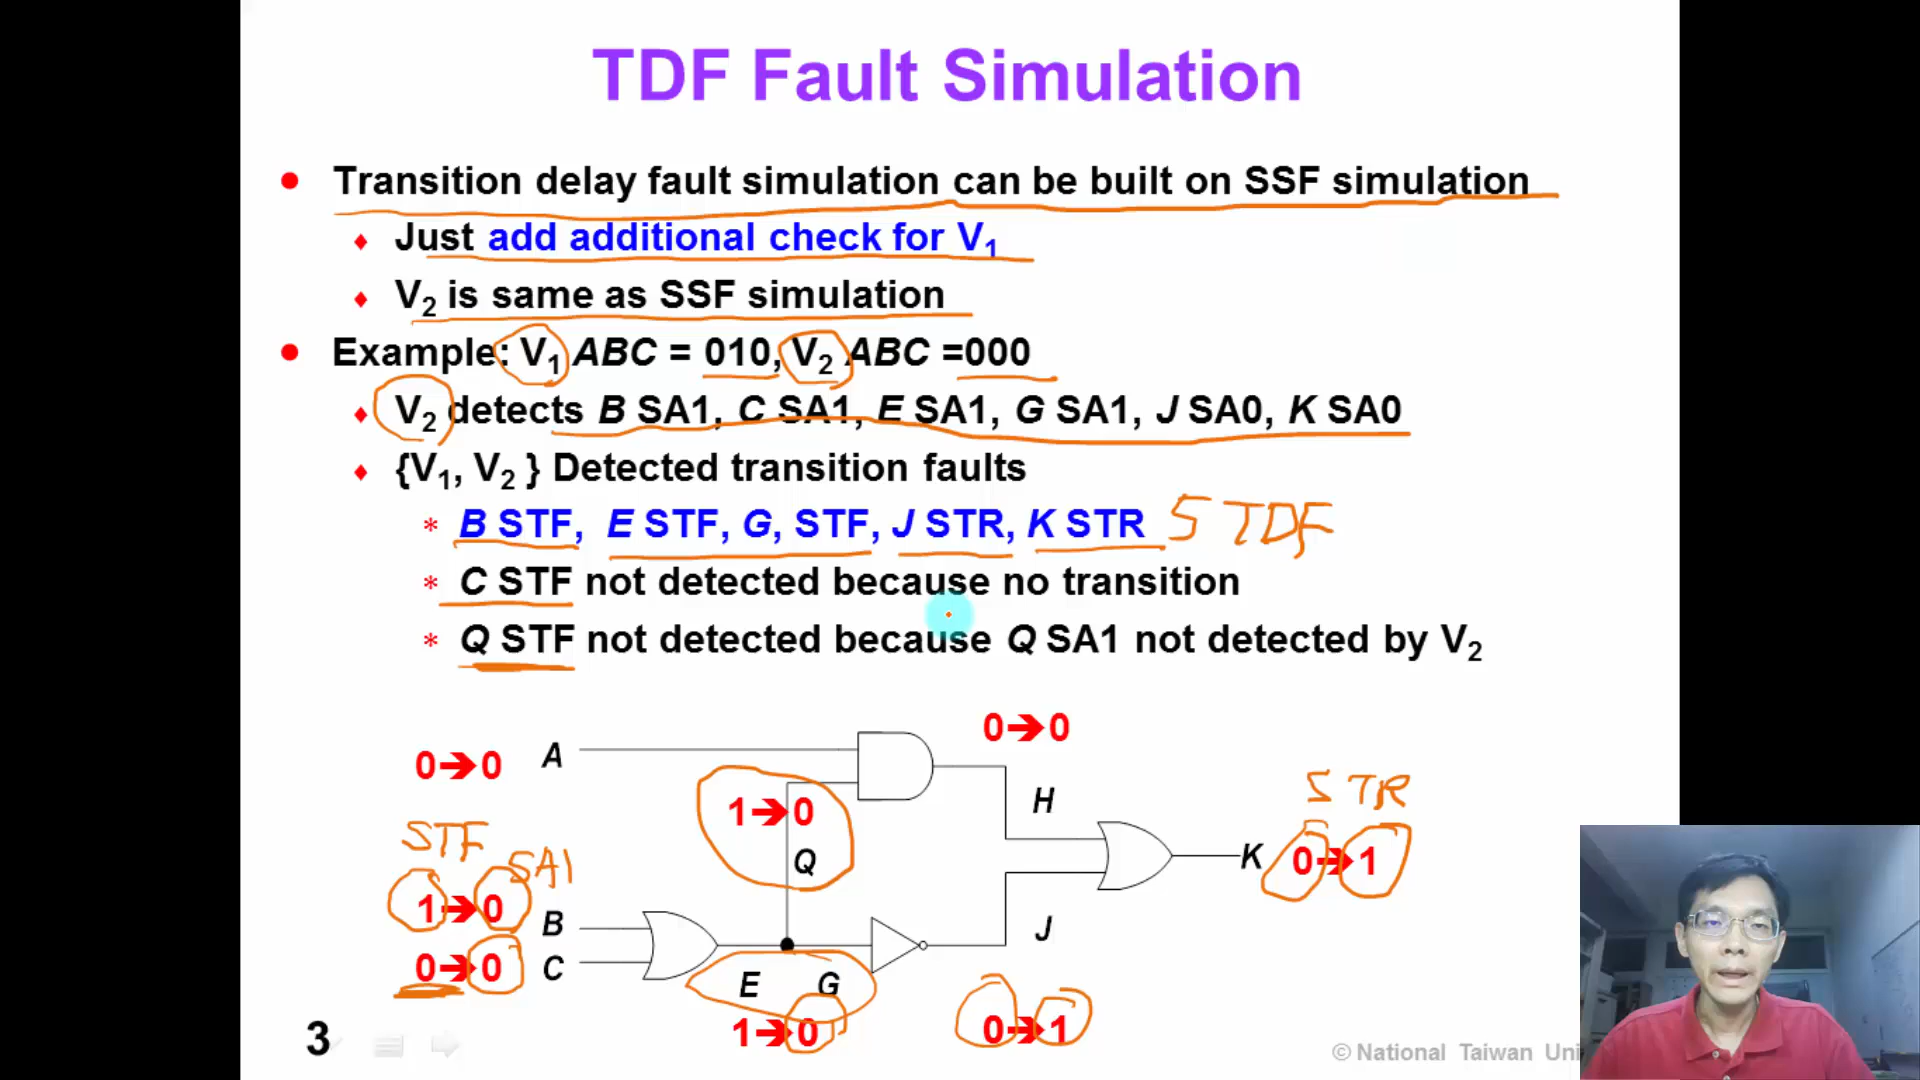 TDF Fault Simulation
• Transition delay fault simulation can be built on SSF simulation
♦ Just add additional check for V1
♦ V2 is same as SSF simulation
• Example: V1 ABC = 010, V2 ABC =000
♦ V2 detects B SA1, C SA1, E SA1, G SA1, J SA0, K SA0
♦ {V1, V2 } Detected transition faults
* B STF, E STF, G, STF, J STR, K STR 5 TDF
* C STF not detected because no transition
* Q STF not detected because Q SA1 not detected by V2
0➔0
0➔0 A
H
STR
1➔0
STF
SA1
Q
K 0➔1
1➔0 B
J
0➔0 C
E G
1➔0
0➔1
3
© National Taiwan Uni